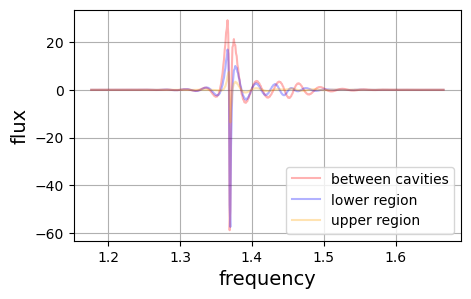 flux
20
0
−20
−40
−60
between cavities
lower region
upper region
1.2
1.3
1.4
1.5
1.6
frequency